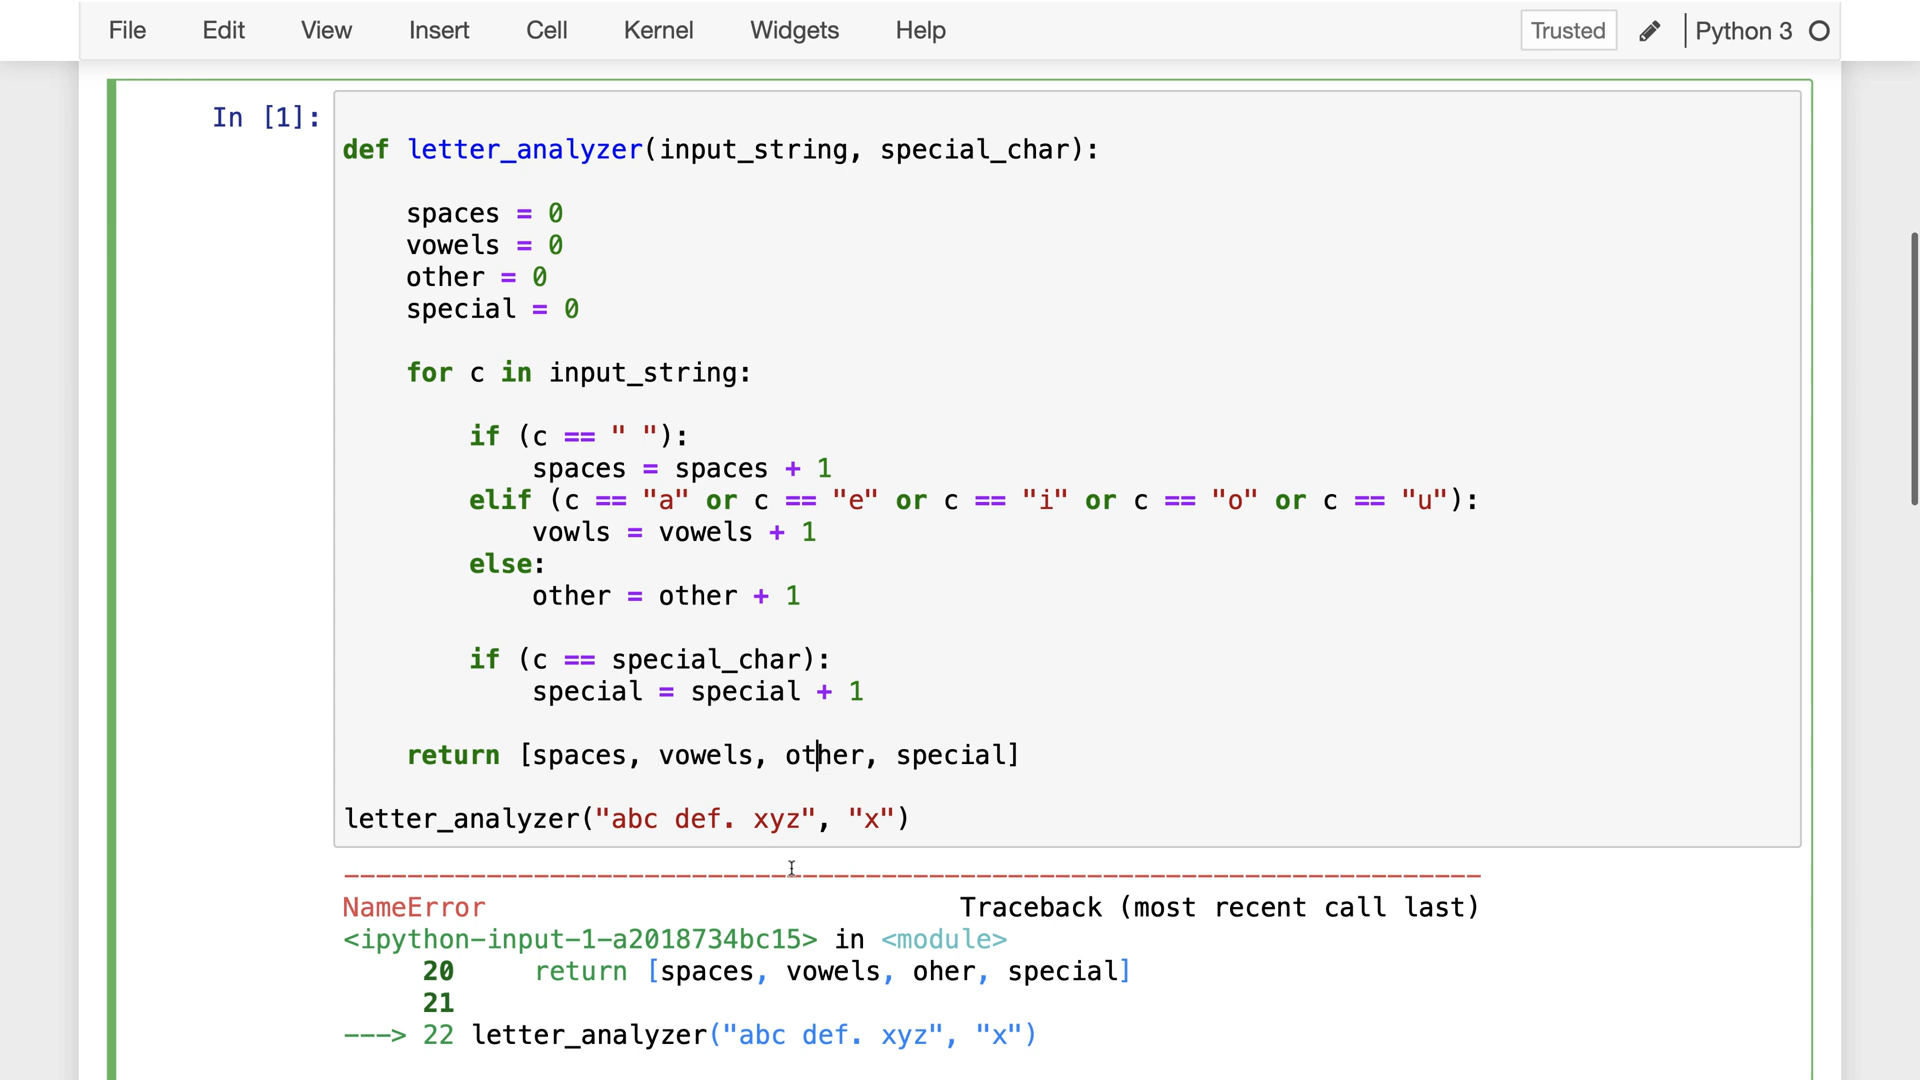 File Edit View Insert Cell Kernel Widgets Help Trusted Python 3
In [1]:
def letter_analyzer(input_string, special_char):
    spaces = 0
    vowels = 0
    other = 0
    special = 0
    for c in input_string:
        if (c == " "):
            spaces = spaces + 1
        elif (c == "a" or c == "e" or c == "i" or c == "o" or c == "u"):
            vowls = vowels + 1
        else:
            other = other + 1
        if (c == special_char):
            special = special + 1
    return [spaces, vowels, other, special]
letter_analyzer("abc def. xyz", "x")
---------------------------------------------------------------------------
NameError                                 Traceback (most recent call last)
<ipython-input-1-a2018734bc15> in <module>
     20     return [spaces, vowels, oher, special]
     21
---> 22 letter_analyzer("abc def. xyz", "x")